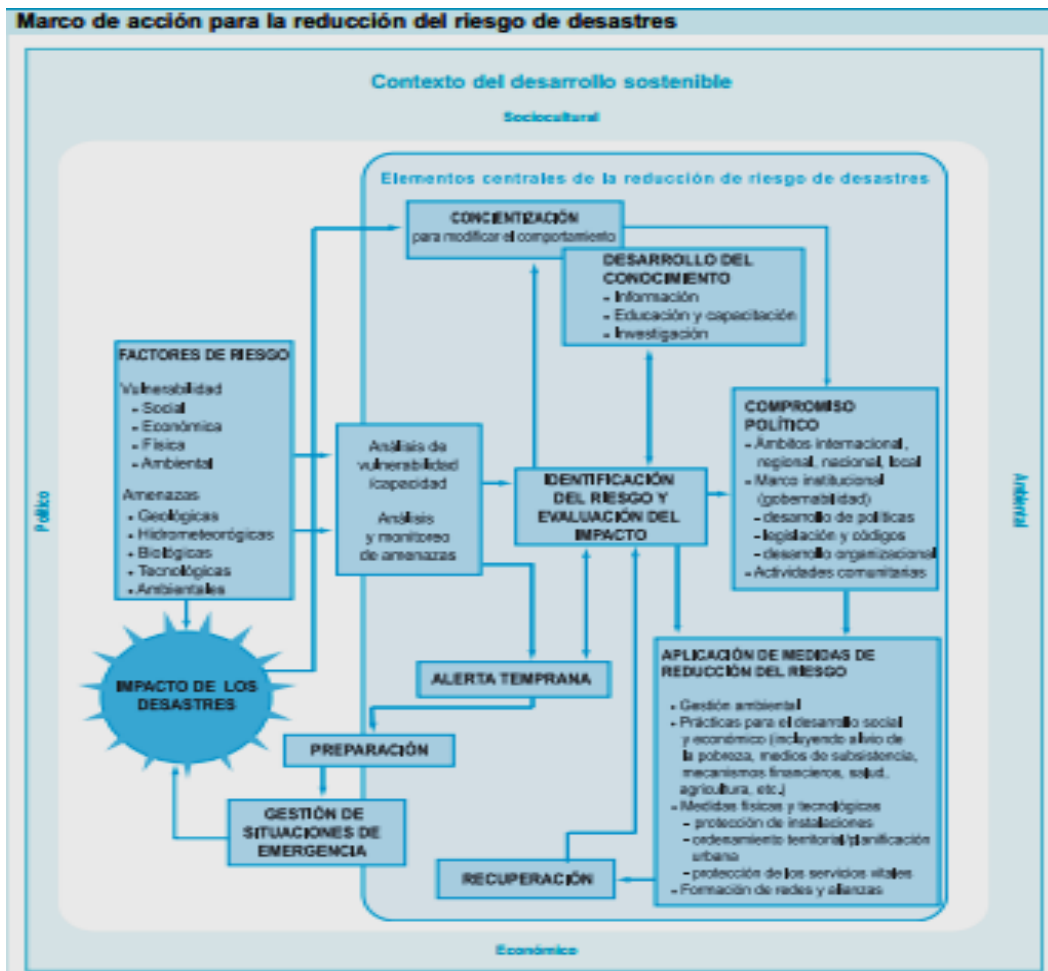 Marco de acción para la reducción del riesgo de desastres
Contexto del desarrollo sostenible
Sociocultural
Elementos centrales de la reducción de riesgo de desastres
CONCIENTIZACIÓN
para modificar el comportamiento
DESARROLLO DEL
CONOCIMIENTO
- Información
- Educación y capacitación
- Investigación
FACTORES DE RIESGO
Vulnerabilidad
- Social
- Económica
- Física
- Ambiental
Amenazas
- Geológicas
- Hidrometeorógicas
- Biológicas
- Tecnológicas
- Ambientales
Análisis de
vulnerabilidad
/capacidad
Análisis
y monitoreo
de amenazas
IDENTIFICACIÓN
DEL RIESGO Y
EVALUACIÓN DEL
IMPACTO
COMPROMISO
POLÍTICO
- Ámbitos internacional,
regional, nacional, local
- Marco institucional
(gobernabilidad)
- desarrollo de políticas
- legislación y códigos
- desarrollo organizacional
- Actividades comunitarias
Político
Ambiental
IMPACTO DE LOS
DESASTRES
ALERTA TEMPRANA
PREPARACIÓN
GESTIÓN DE
SITUACIONES DE
EMERGENCIA
RECUPERACIÓN
APLICACIÓN DE MEDIDAS DE
REDUCCIÓN DEL RIESGO
- Gestión ambiental
- Prácticas para el desarrollo social
y económico (incluyendo alivio de
la pobreza, medios de subsistencia,
mecanismos financieros, salud,
agricultura, etc.)
- Medidas físicas y tecnológicas
- protección de instalaciones
- ordenamiento territorial/planificación
urbana
- protección de los servicios vitales
- Formación de redes y alianzas
Económico